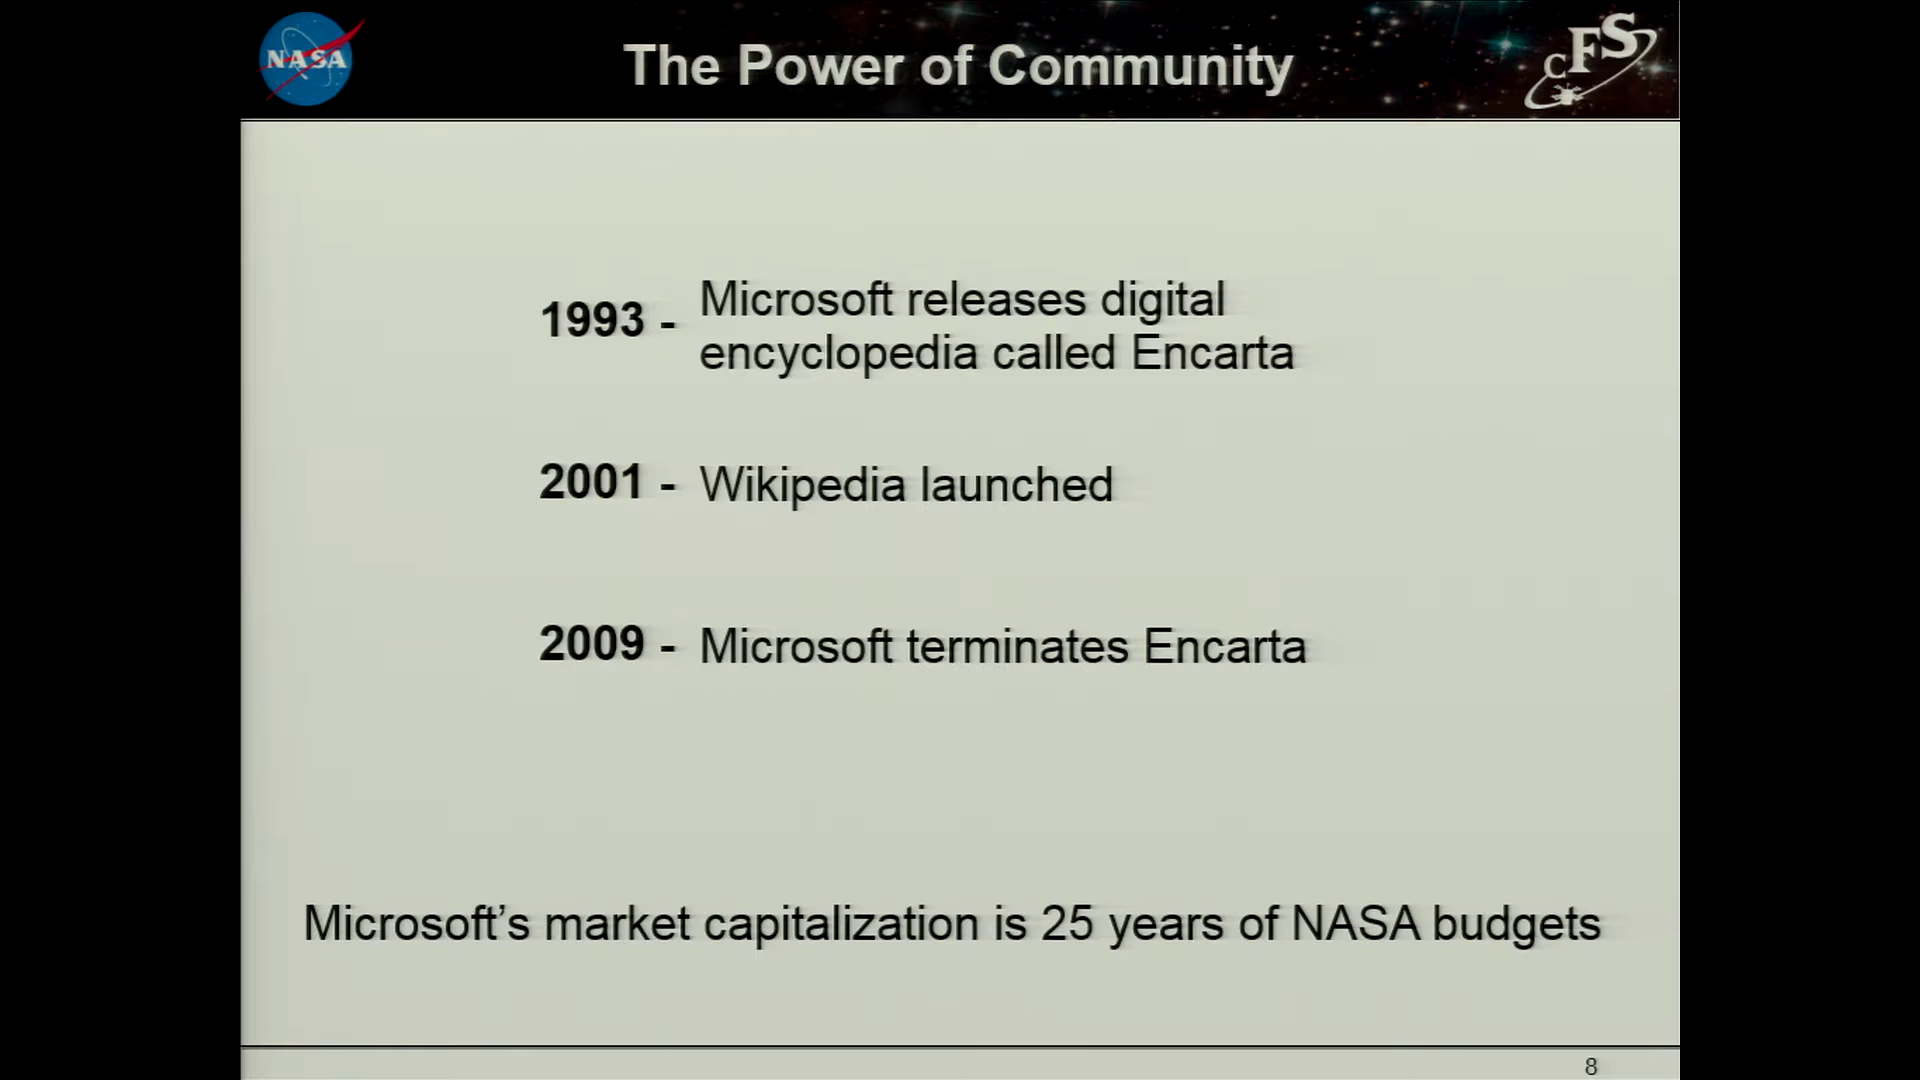 NASA
The Power of Community
cFS
1993 - Microsoft releases digital
encyclopedia called Encarta
2001 - Wikipedia launched
2009 - Microsoft terminates Encarta
Microsoft’s market capitalization is 25 years of NASA budgets
8